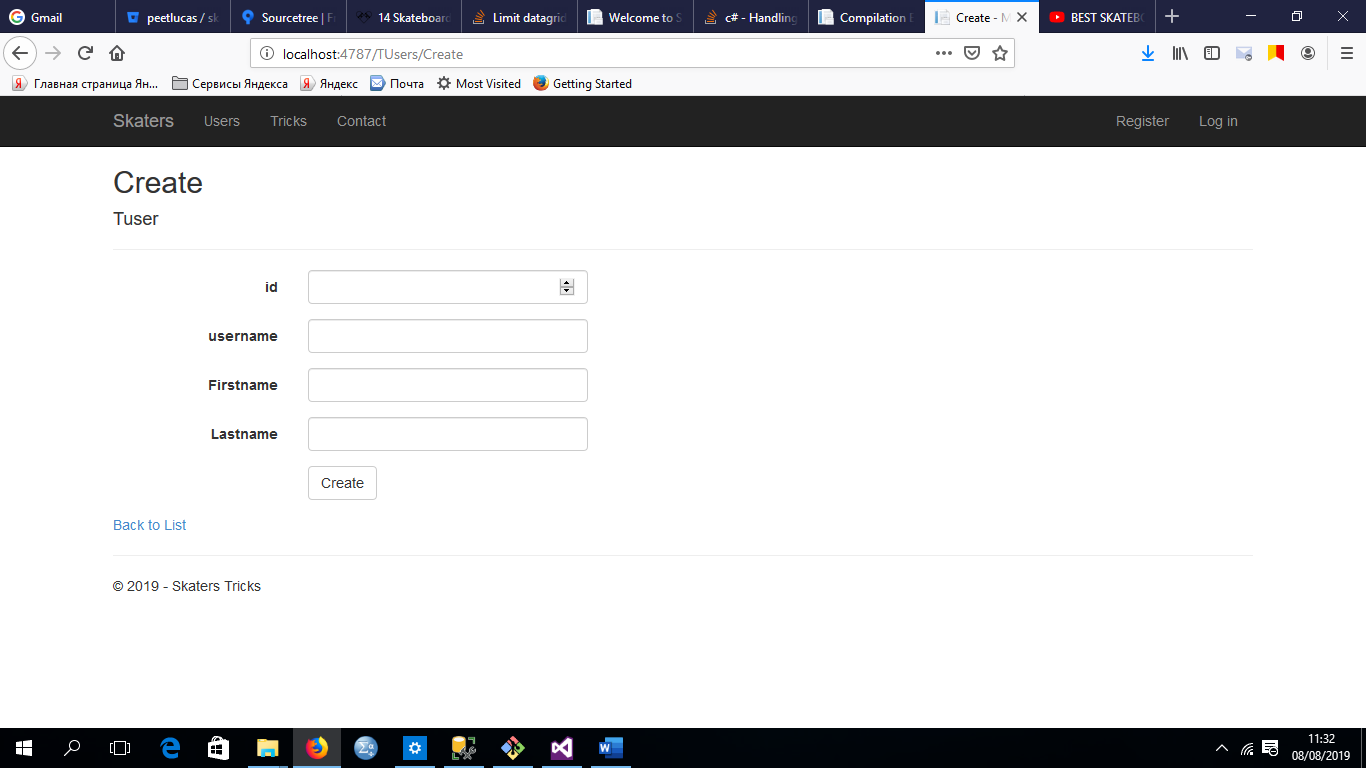 Gmail peetlucas / sk Sourcetree | F 14 Skateboard Limit datagrid Welcome to S c# - Handling Compilation E Create - M BEST SKATEB
localhost:4787/TUsers/Create
Главная страница Ян... Сервисы Яндекса Яндекс Почта Most Visited Getting Started
Skaters Users Tricks Contact Register Log in
Create
Tuser
id
username
Firstname
Lastname
Create
Back to List
© 2019 - Skaters Tricks
11:32
08/08/2019